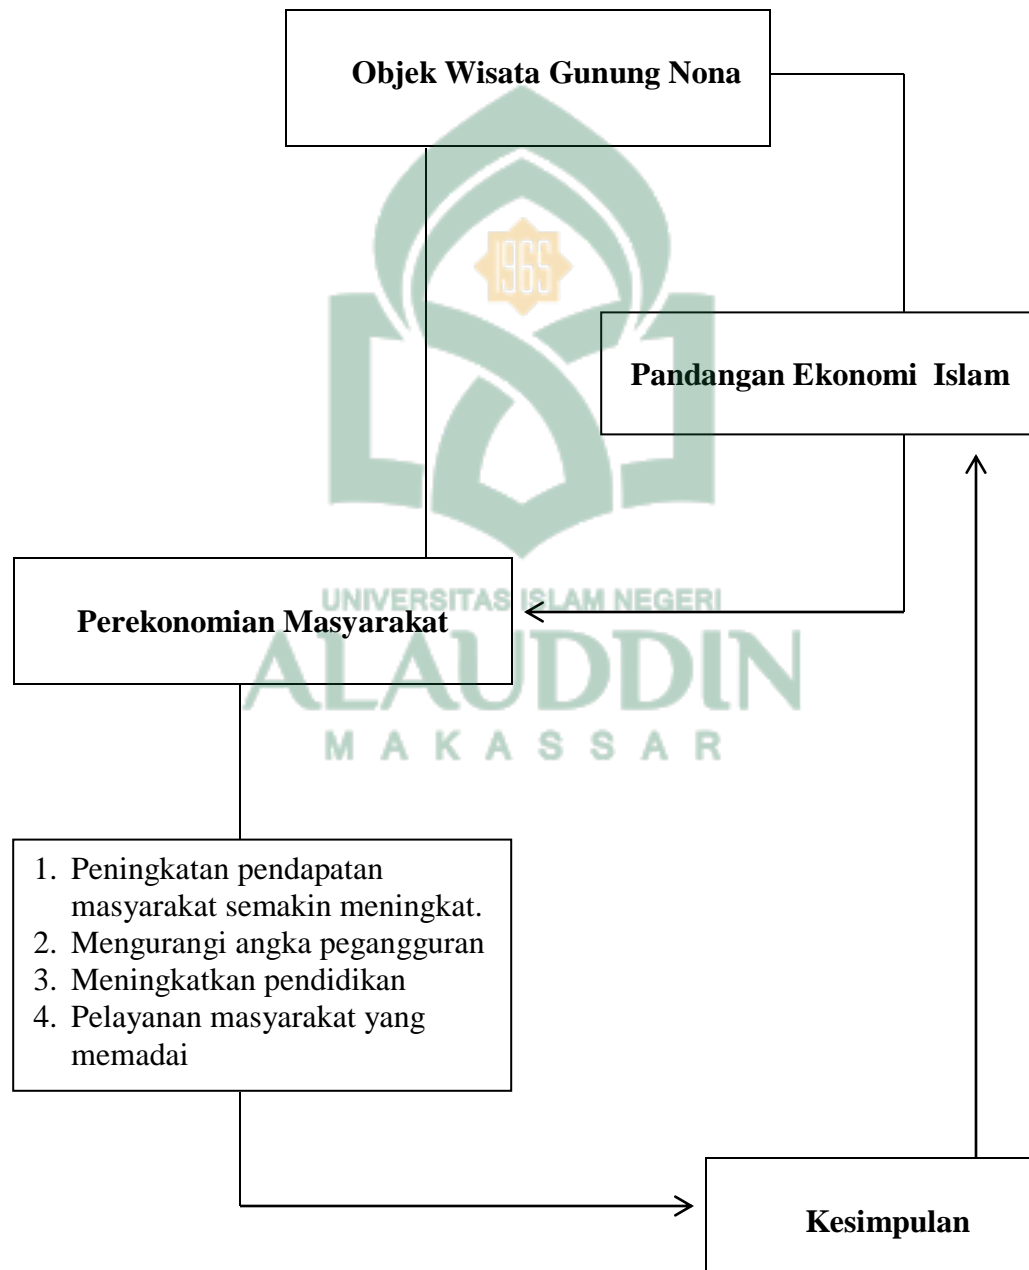 Objek Wisata Gunung Nona
1965
Pandangan Ekonomi Islam
UNIVERSITAS ISLAM NEGERI
Perekonomian Masyarakat
ALAUDDIN
MAKASSAR
1. Peningkatan pendapatan
masyarakat semakin meningkat.
2. Mengurangi angka pegangguran
3. Meningkatkan pendidikan
4. Pelayanan masyarakat yang
memadai
Kesimpulan